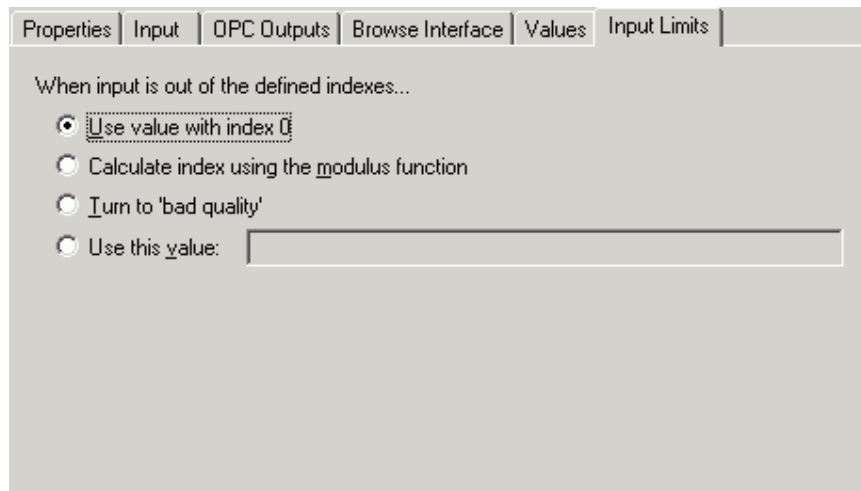 Properties Input OPC Outputs Browse Interface Values Input Limits
When input is out of the defined indexes...
Use value with index 0
Calculate index using the modulus function
Turn to 'bad quality'
Use this value: